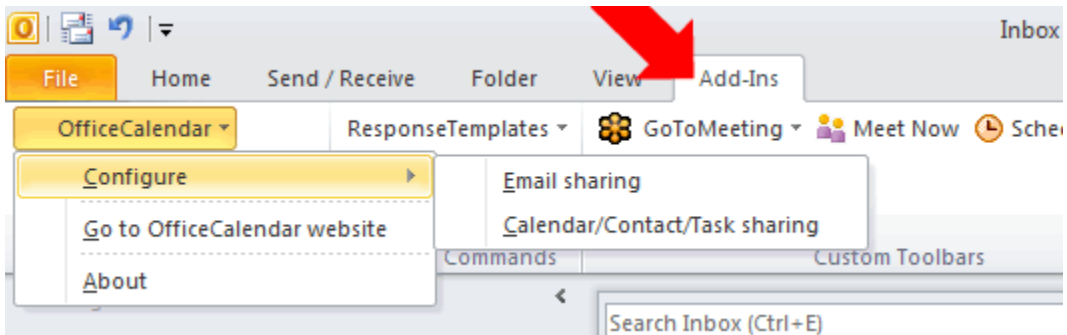 Inbox
File Home Send / Receive Folder View Add-Ins
OfficeCalendar ResponseTemplates GoToMeeting Meet Now
Configure
Email sharing
Go to OfficeCalendar website
Calendar/Contact/Task sharing
Commands Custom Toolbars
About
Search Inbox (Ctrl+E)